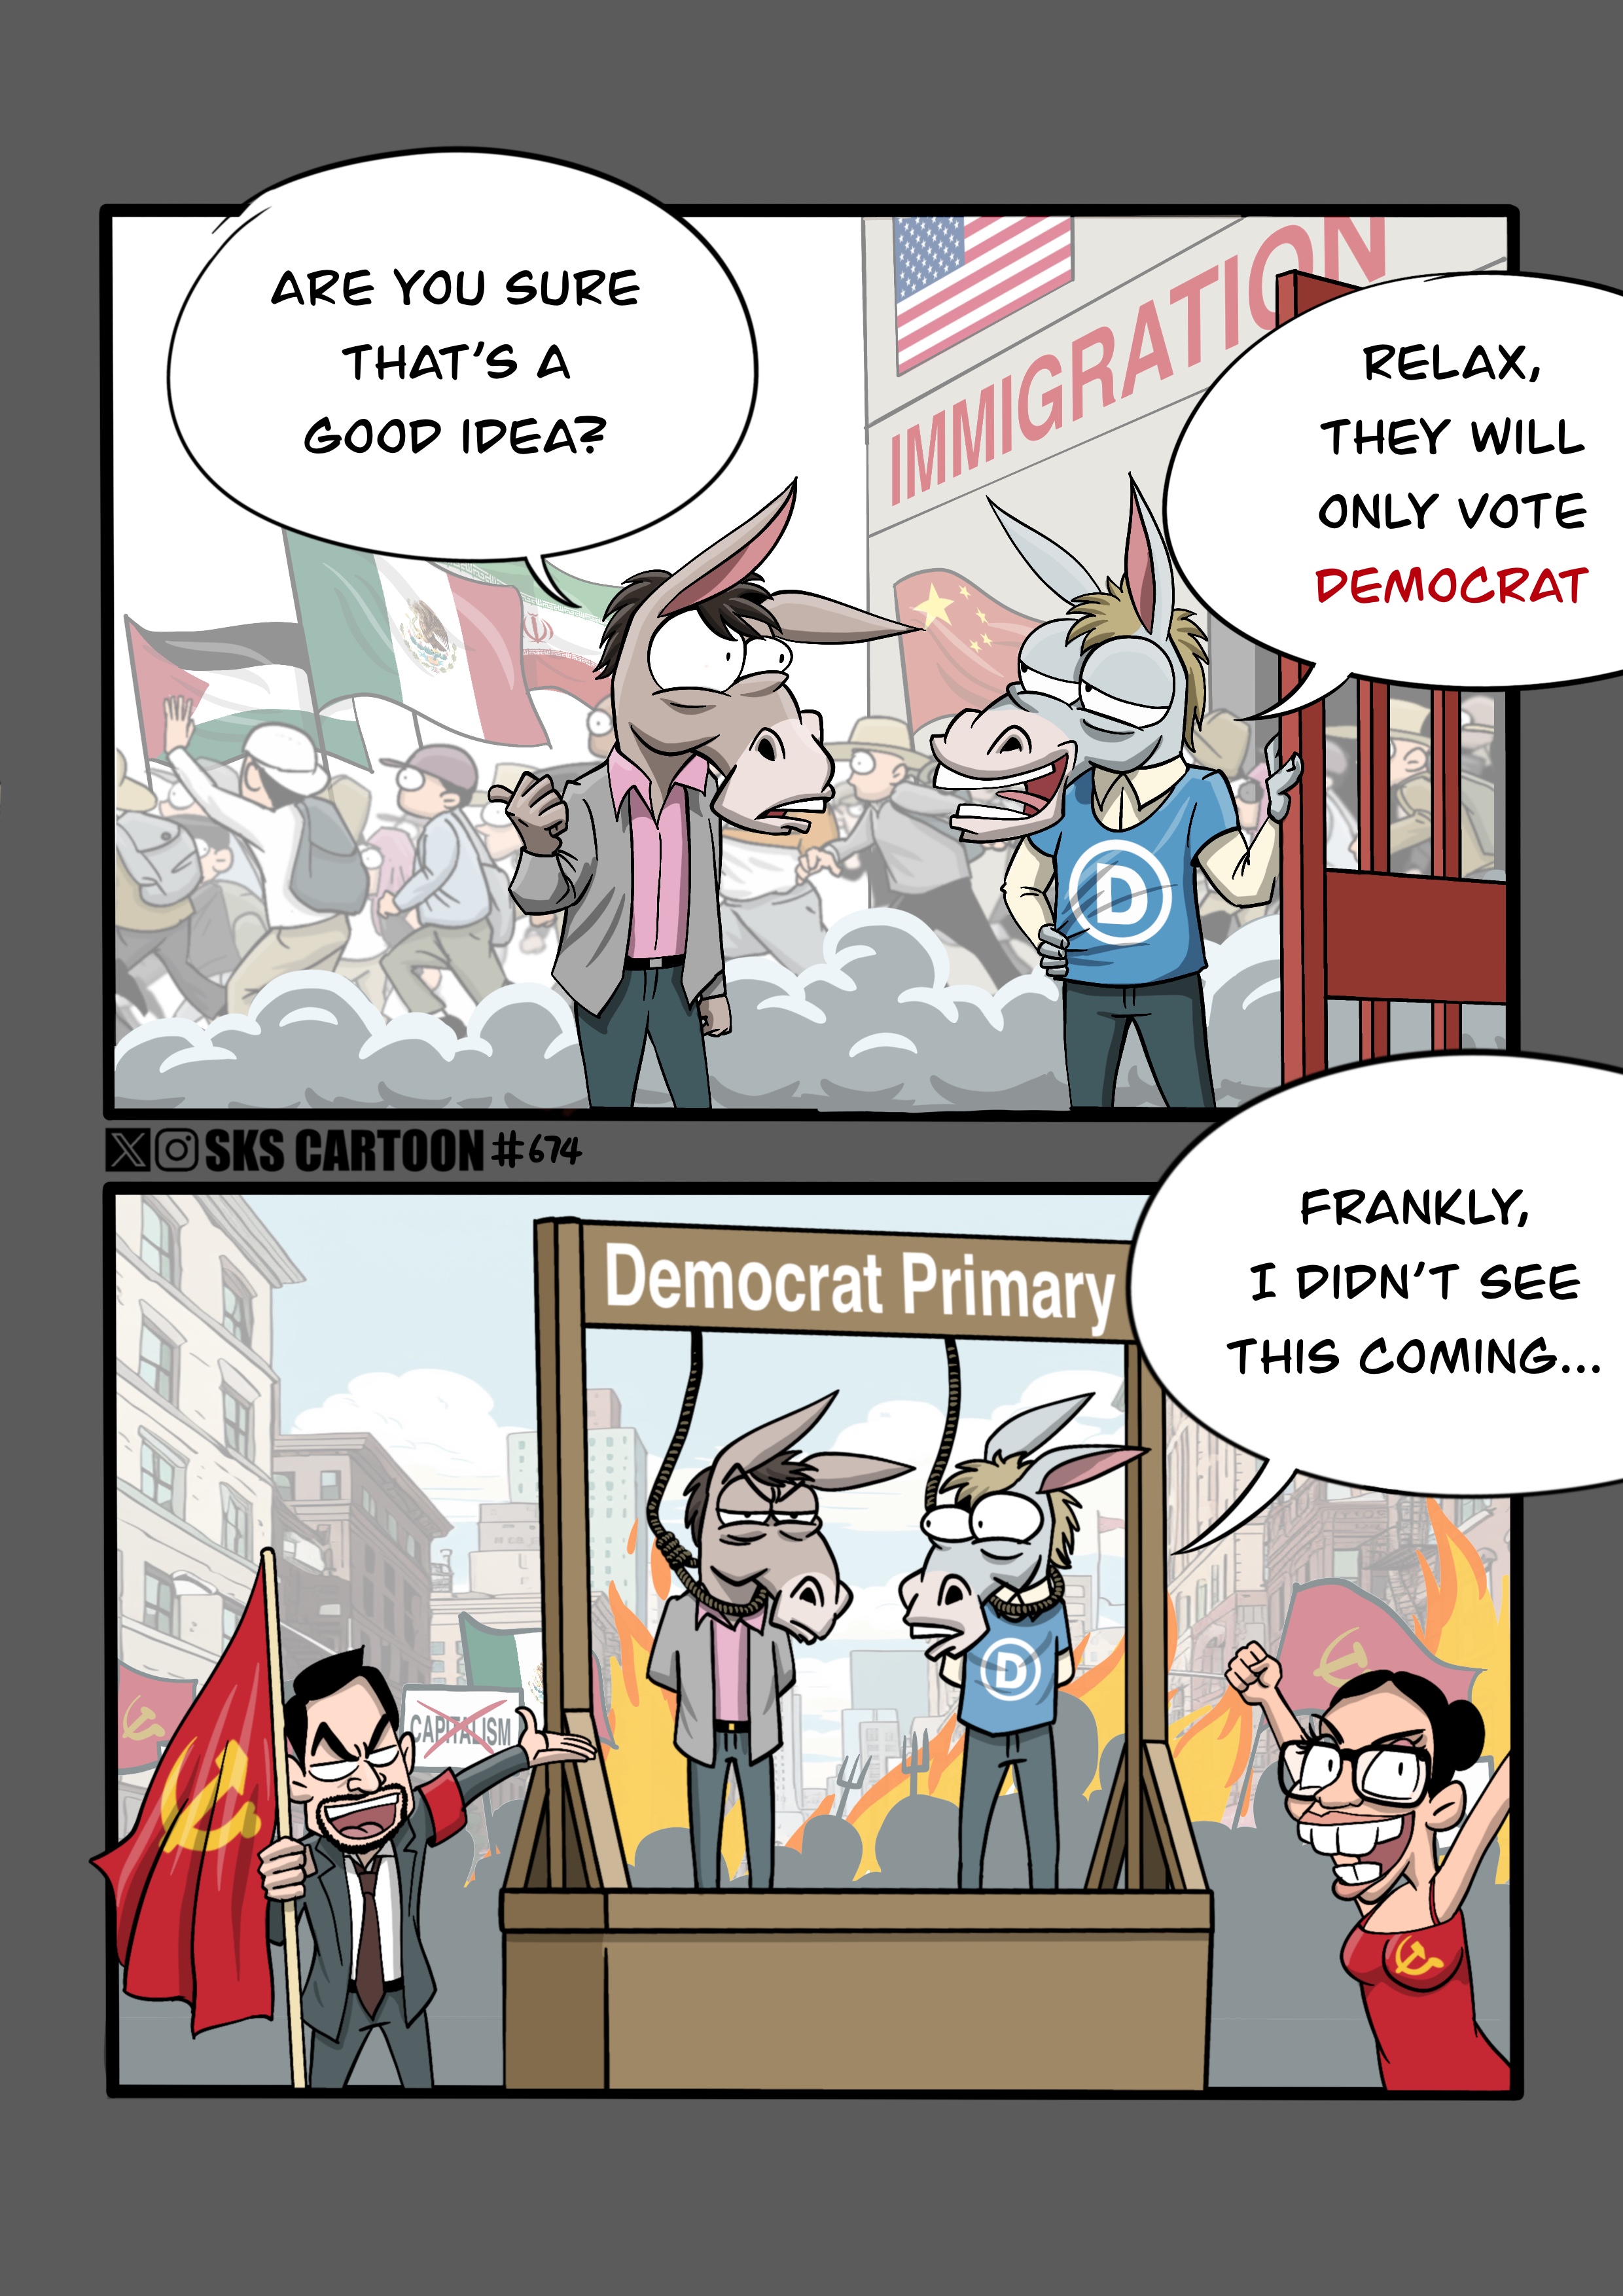 ARE YOU SURE
THAT'S A
GOOD IDEA?
IMMIGRATION
RELAX,
THEY WILL
ONLY VOTE
DEMOCRAT
D
SKS CARTOON #674
Democrat Primary
FRANKLY,
I DIDN'T SEE
THIS COMING...
CAPITALISM
D